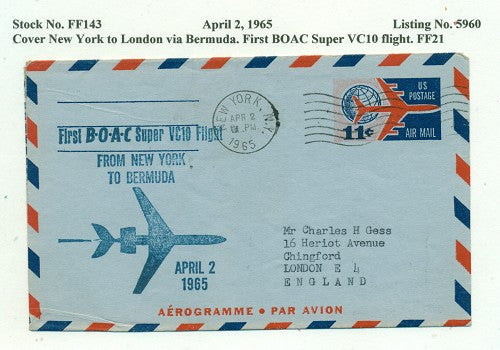 Stock No. FF143 April 2, 1965 Listing No. 5960
Cover New York to London via Bermuda. First BOAC Super VC10 flight. FF21
US
POSTAGE
11¢
AIR MAIL
NEW YORK, N.Y.
APR 2
PM
1965
First B·O·A·C Super VC10 Flight
FROM NEW YORK
TO BERMUDA
APRIL 2
1965
Mr Charles H Gess
16 Heriot Avenue
Chingford
LONDON E 4
ENGLAND
AÉROGRAMME • PAR AVION